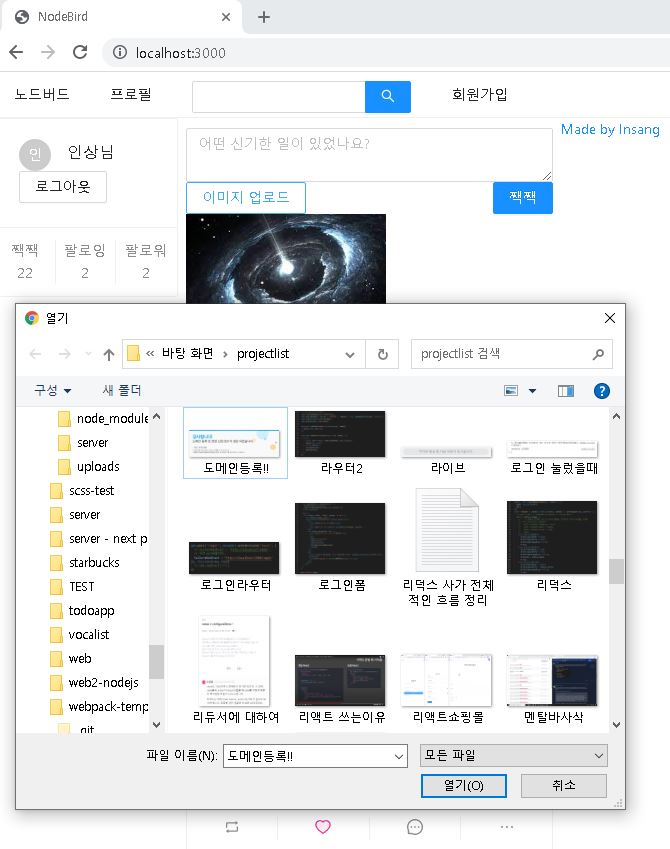 NodeBird
localhost:3000
노드버드 프로필 회원가입
Made by Insang
인 인상님
로그아웃
짹짹 팔로잉 팔로워
22 2 2
어떤 신기한 일이 있었나요?
이미지 업로드 짹짹
열기
« 바탕 화면 › projectlist
projectlist 검색
구성 새 폴더
node_module
server
uploads
scss-test
server
server - next p
starbucks
TEST
todoapp
vocalist
web
web2-nodejs
webpack-temp
.git
도메인등록!! 라우터2 라이브 로그인 눌렀을때
로그인라우터 로그인폼 리덕스 사가 전체 리덕스
적인 흐름 정리
리듀서에 대하여 리액트 쓰는이유 리액트쇼핑몰 멘탈바사삭
파일 이름(N): 도메인등록!! 모든 파일
열기(O) 취소